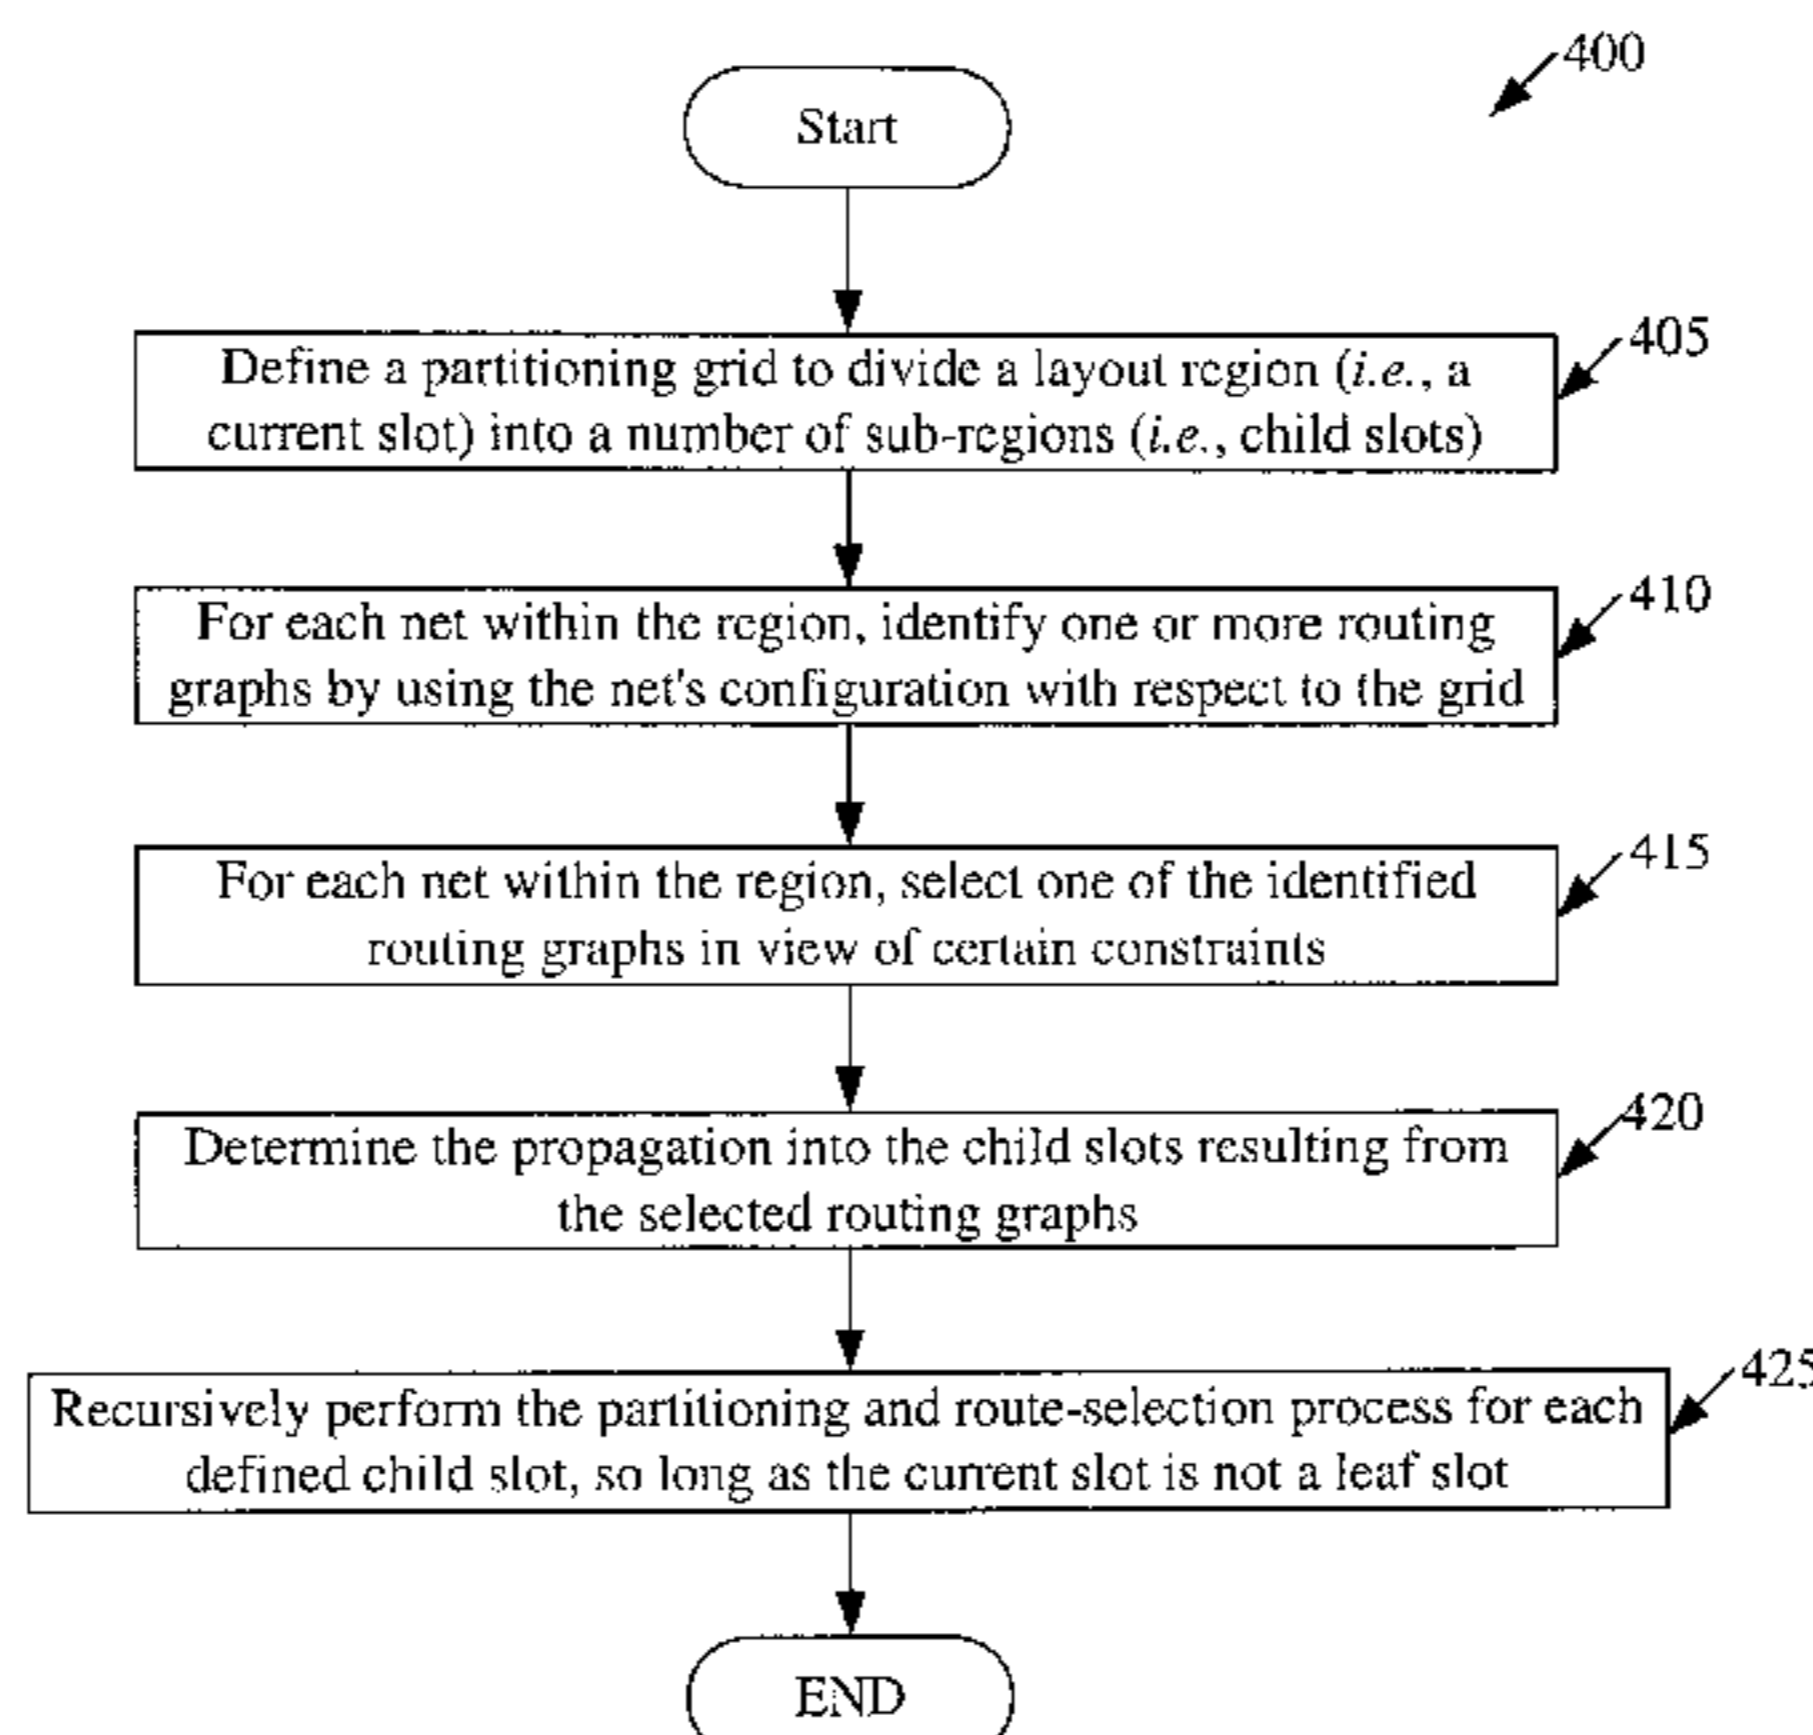 400
Start
405
Define a partitioning grid to divide a layout region (i.e., a
current slot) into a number of sub-regions (i.e., child slots)
410
For each net within the region, identify one or more routing
graphs by using the net's configuration with respect to the grid
415
For each net within the region, select one of the identified
routing graphs in view of certain constraints
420
Determine the propagation into the child slots resulting from
the selected routing graphs
425
Recursively perform the partitioning and route-selection process for each
defined child slot, so long as the current slot is not a leaf slot
END